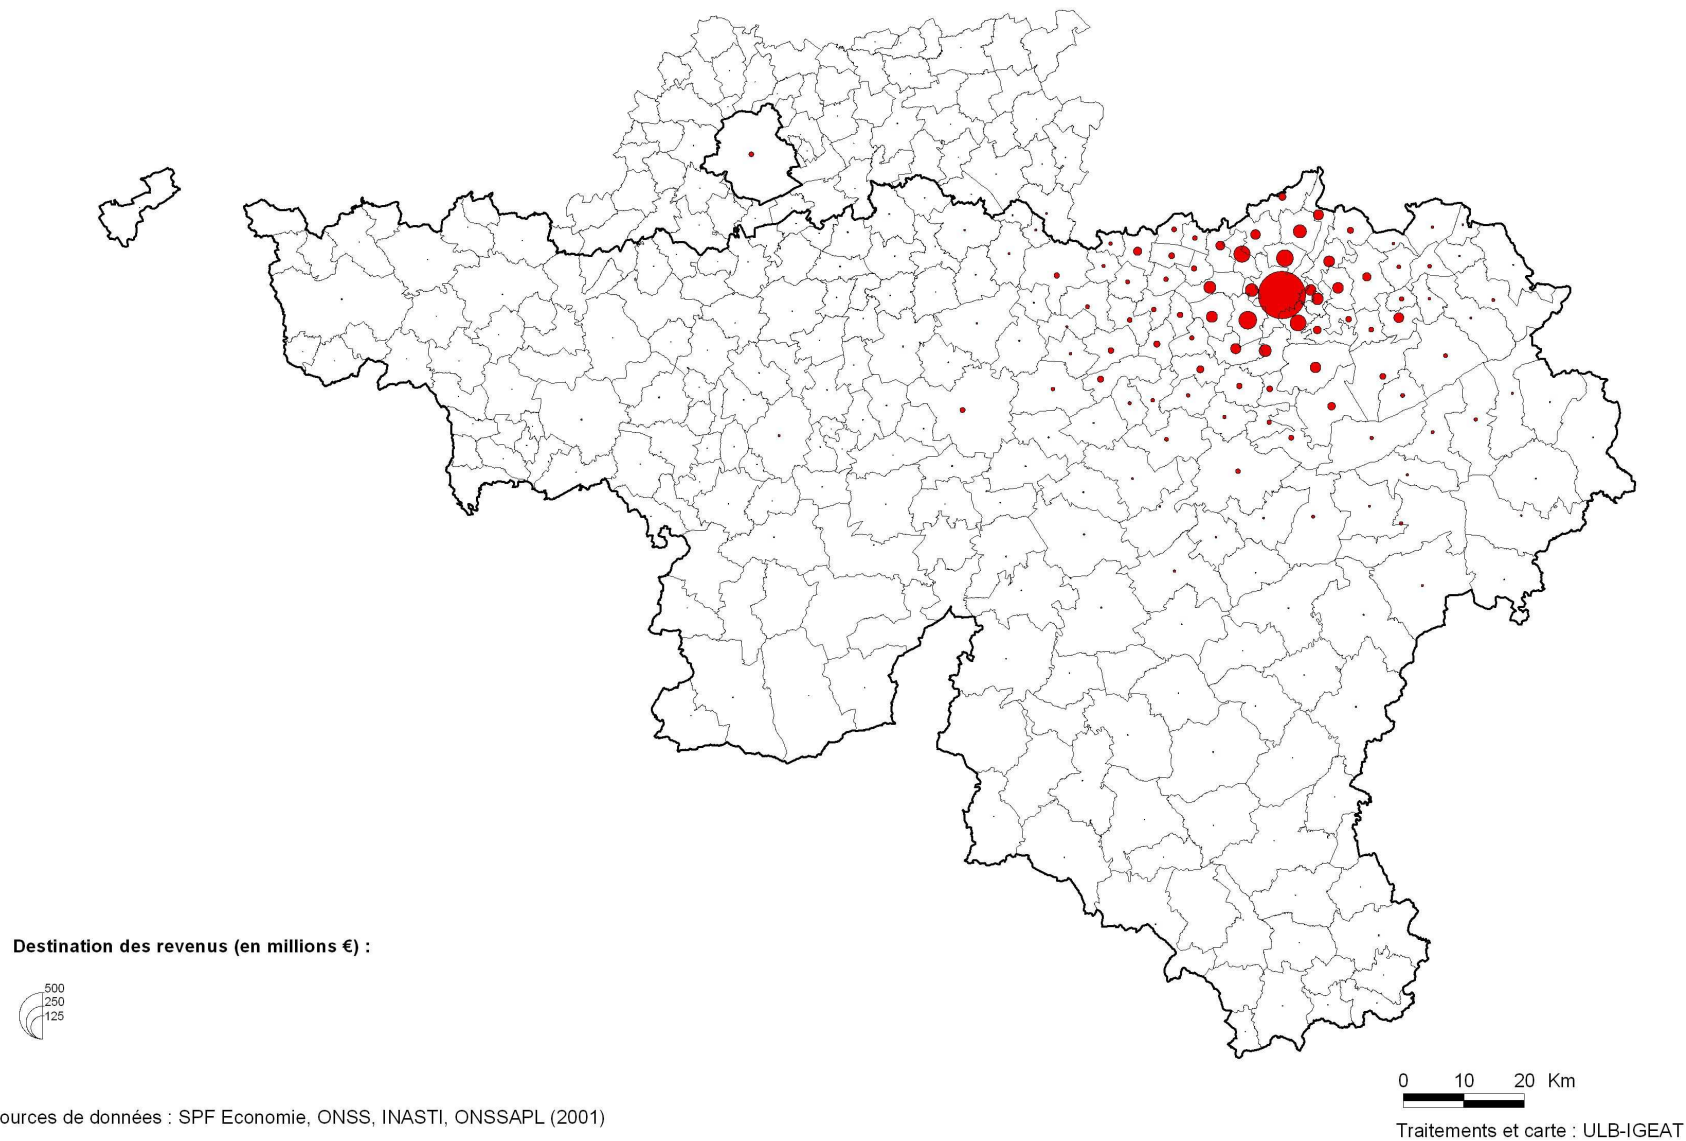 Destination des revenus (en millions €) :
500
250
125
0 10 20 Km
ources de données : SPF Economie, ONSS, INASTI, ONSSAPL (2001)
Traitements et carte : ULB-IGEAT